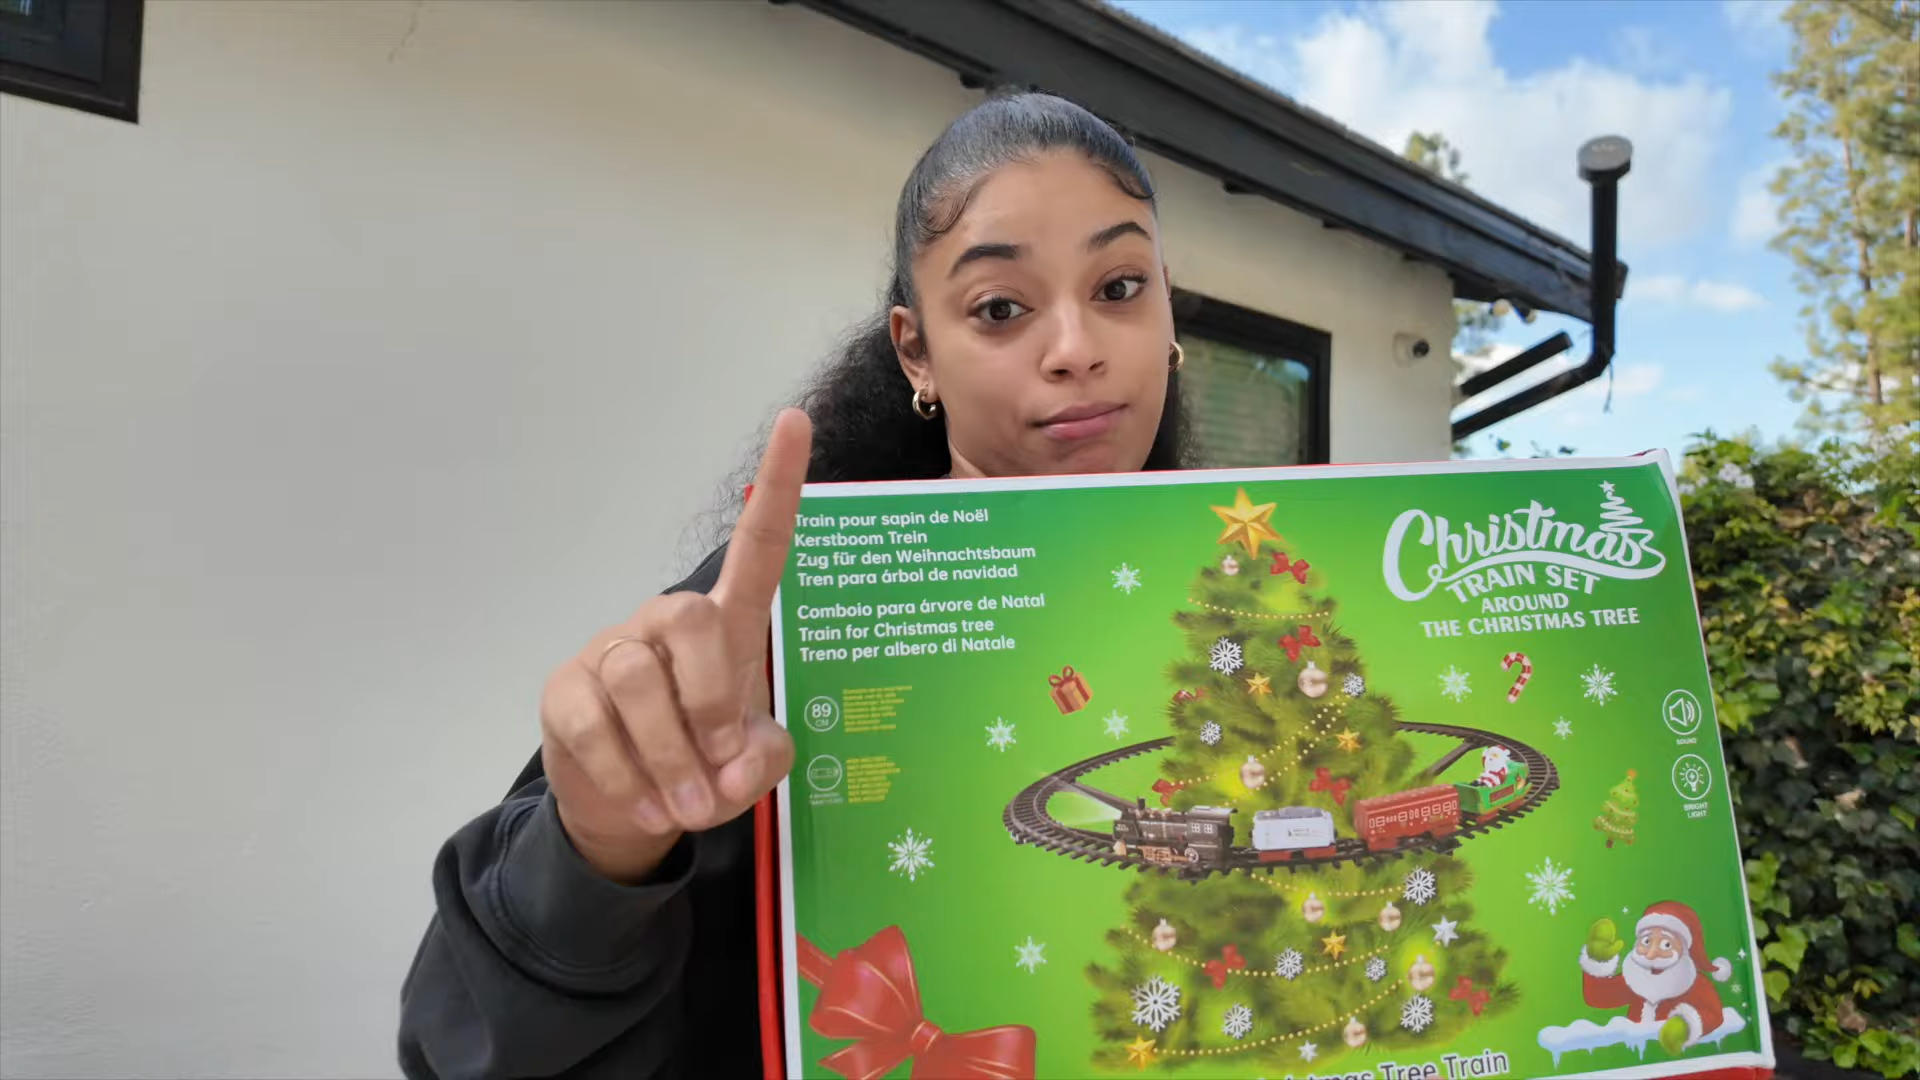 Train pour sapin de Noël
Kerstboom Trein
Zug für den Weihnachtsbaum
Tren para árbol de navidad
Comboio para árvore de Natal
Train for Christmas tree
Treno per albero di Natale
89
CM
Christmas
TRAIN SET
AROUND
THE CHRISTMAS TREE
SOUND
BRIGHT
LIGHT
Tree Train